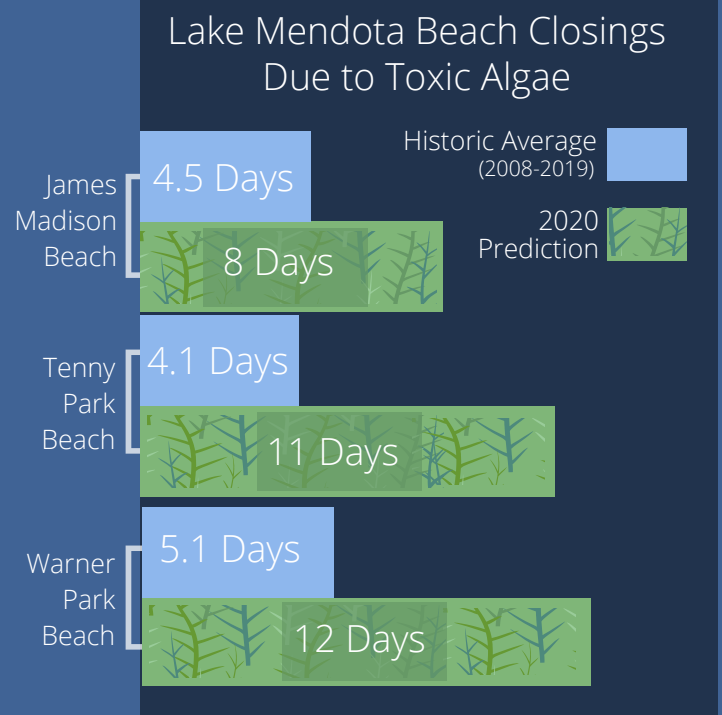 Lake Mendota Beach Closings
Due to Toxic Algae
Historic Average
(2008-2019)
2020
Prediction
James
Madison
Beach
4.5 Days
8 Days
Tenny
Park
Beach
4.1 Days
11 Days
Warner
Park
Beach
5.1 Days
12 Days